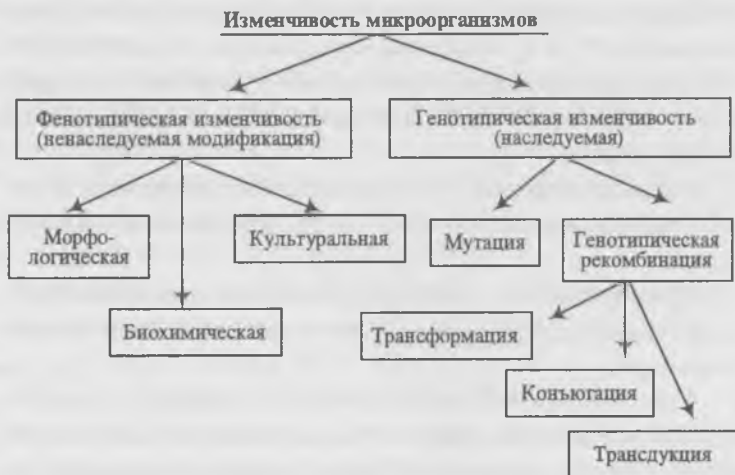 Изменчивость микроорганизмов
Фенотипическая изменчивость
(ненаследуемая модификация)
Генотипическая изменчивость
(наследуемая)
Морфо-
логическая
Культуральная
Мутация
Генотипическая
рекомбинация
Биохимическая
Трансформация
Конъюгация
Трансдукция